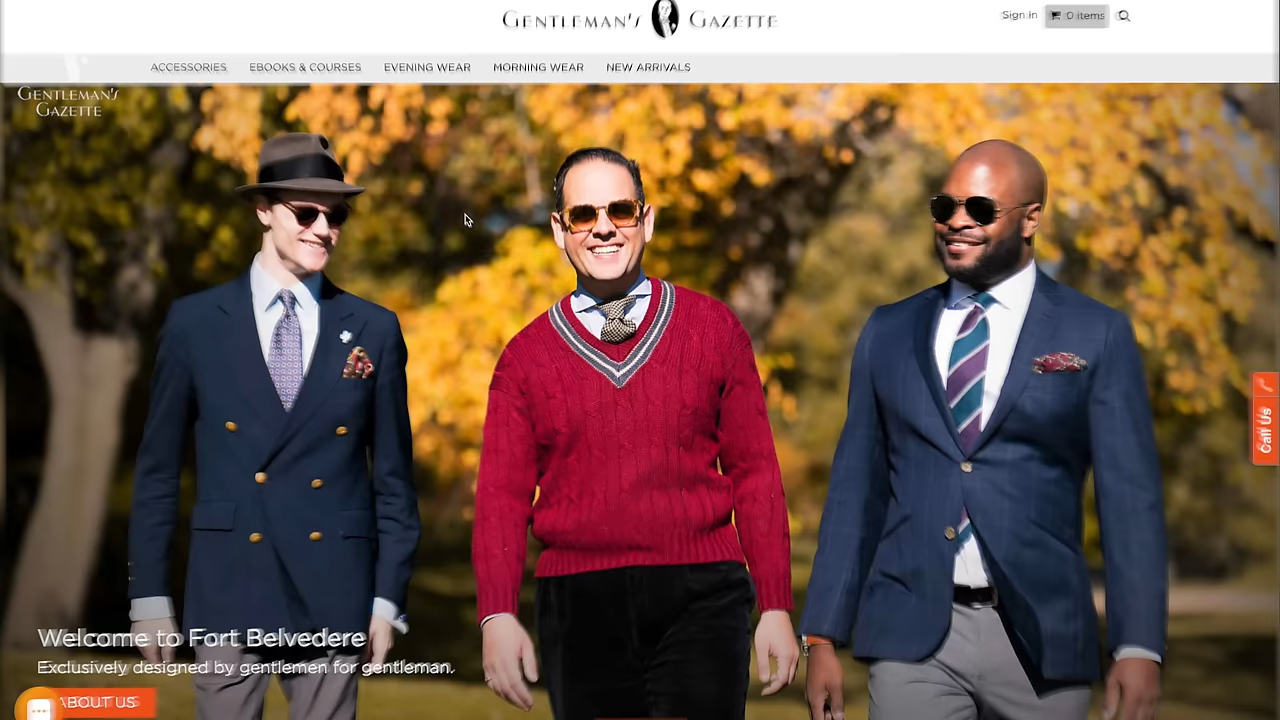 GENTLEMAN'S GAZETTE
Sign in 0 items
ACCESSORIES EBOOKS & COURSES EVENING WEAR MORNING WEAR NEW ARRIVALS
GENTLEMAN'S
GAZETTE
Call Us
Welcome to Fort Belvedere
Exclusively designed by gentlemen for gentleman.
ABOUT US